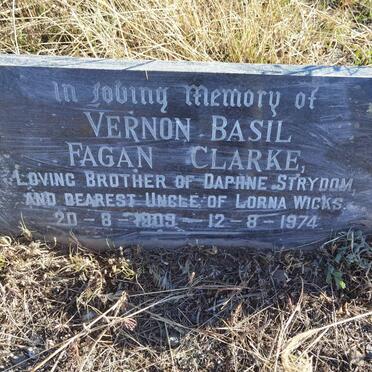 In loving memory of
VERNON BASIL
FAGAN CLARKE,
LOVING BROTHER OF DAPHNE STRYDOM
AND DEAREST UNCLE OF LORNA WICKS.
20 - 8 - 1909 - 12 - 8 - 1974